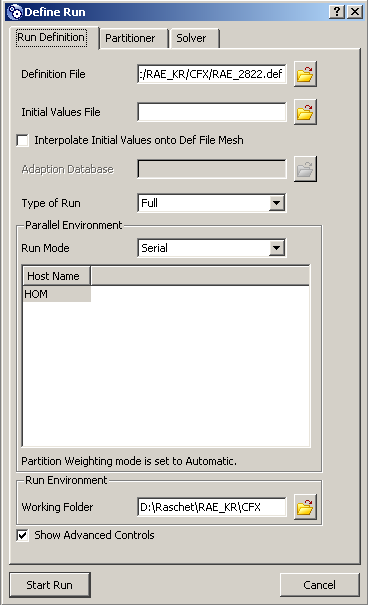 Define Run
Run Definition Partitioner Solver
Definition File :/RAE_KR/CFX/RAE_2822.def
Initial Values File
Interpolate Initial Values onto Def File Mesh
Adaption Database
Type of Run Full
Parallel Environment
Run Mode Serial
Host Name
HOM
Partition Weighting mode is set to Automatic.
Run Environment
Working Folder D:\Raschet\RAE_KR\CFX
Show Advanced Controls
Start Run Cancel